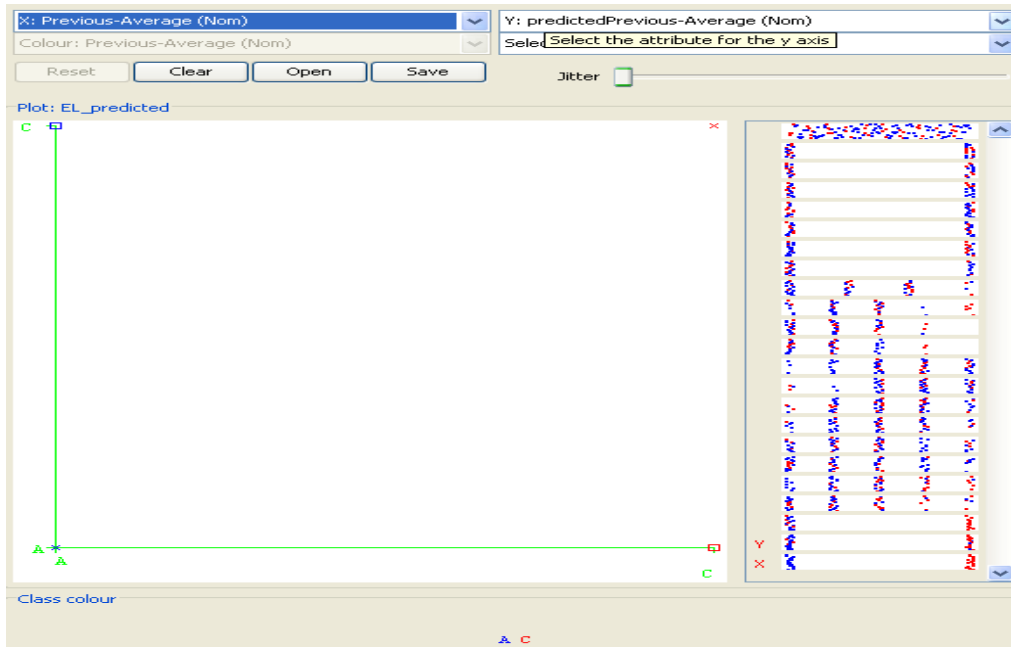 X: Previous-Average (Nom)
Y: predictedPrevious-Average (Nom)
Colour: Previous-Average (Nom)
Selec
Select the attribute for the y axis
Reset
Clear
Open
Save
Jitter
Plot: EL_predicted
C
A
A
C
Y
X
Class colour
A C